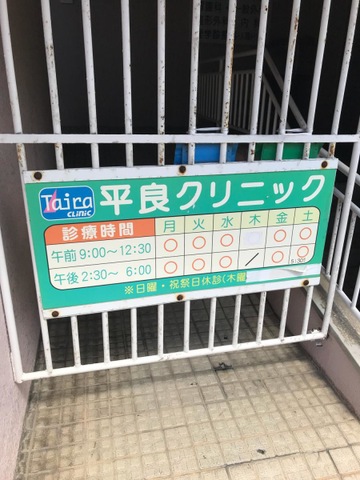 Taira CLINIC 平良クリニック
診療時間 月 火 水 木 金 土
午前 9:00〜12:30 ○ ○ ○ ○ ○
午後 2:30〜 6:00 ○ ○ ○ / ○ ○
※日曜・祝祭日休診(木曜